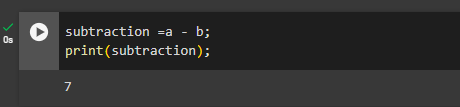 subtraction =a - b;
print(subtraction);
0s
7